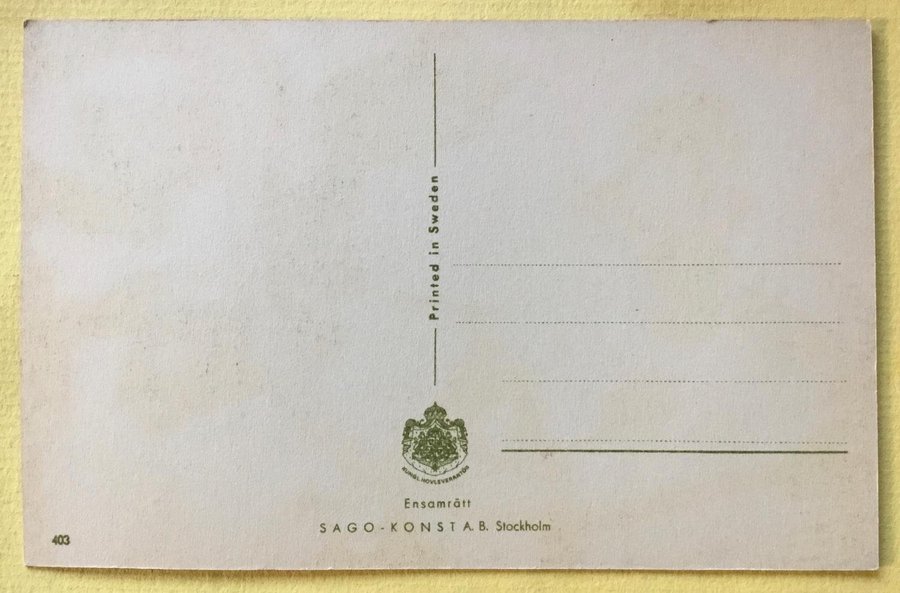 Printed in Sweden
KUNGL. HOVLEVERANTÖR
Ensamrätt
SAGO-KONST A.B. Stockholm
403